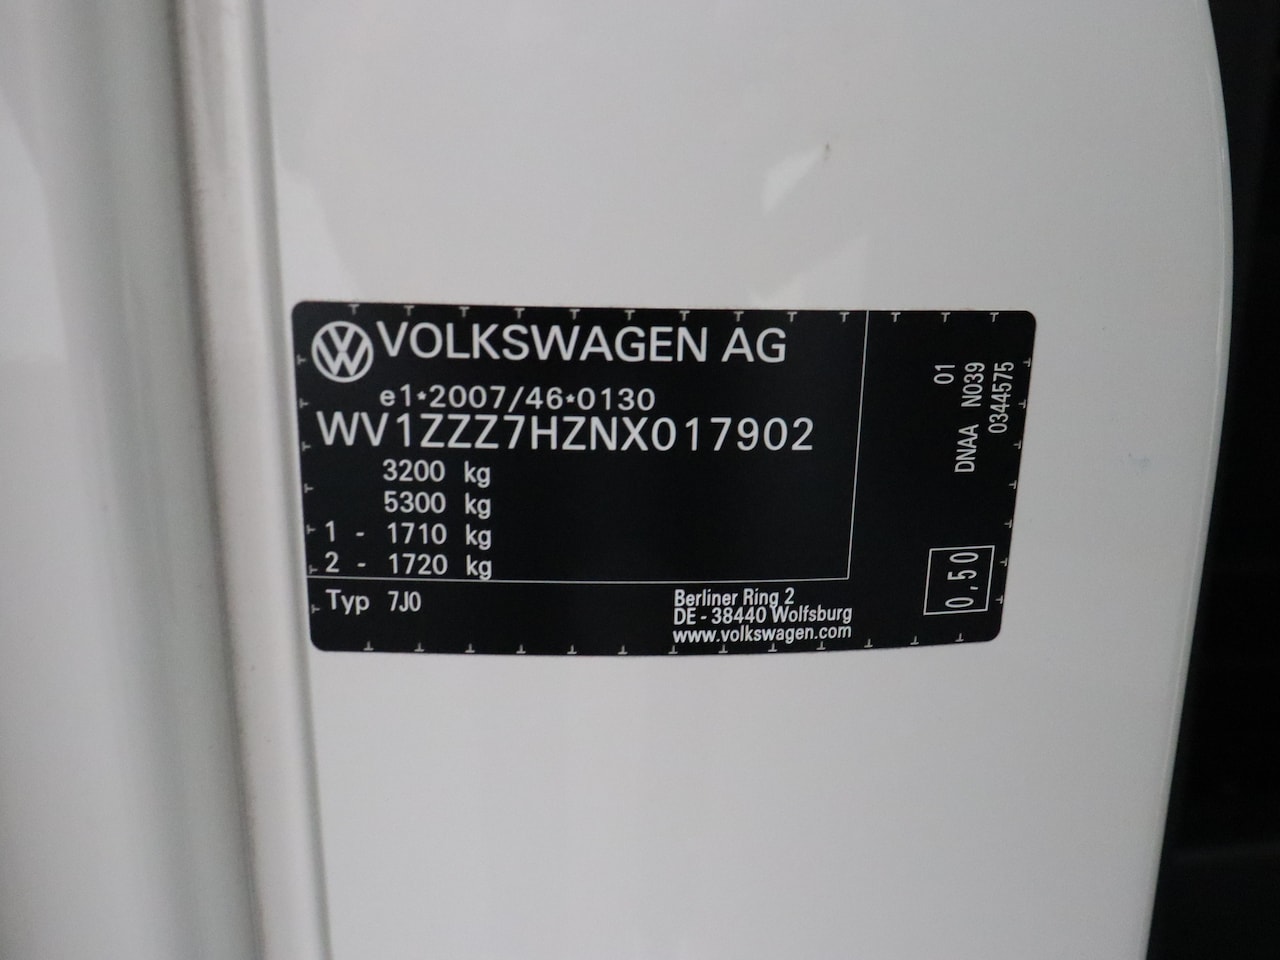 VOLKSWAGEN AG
e1*2007/46*0130
WV1ZZZ7HZNX017902
3200 kg
5300 kg
1 - 1710 kg
2 - 1720 kg
Typ 7J0
Berliner Ring 2
DE - 38440 Wolfsburg
www.volkswagen.com
01
DNAA N039
0344575
0,50